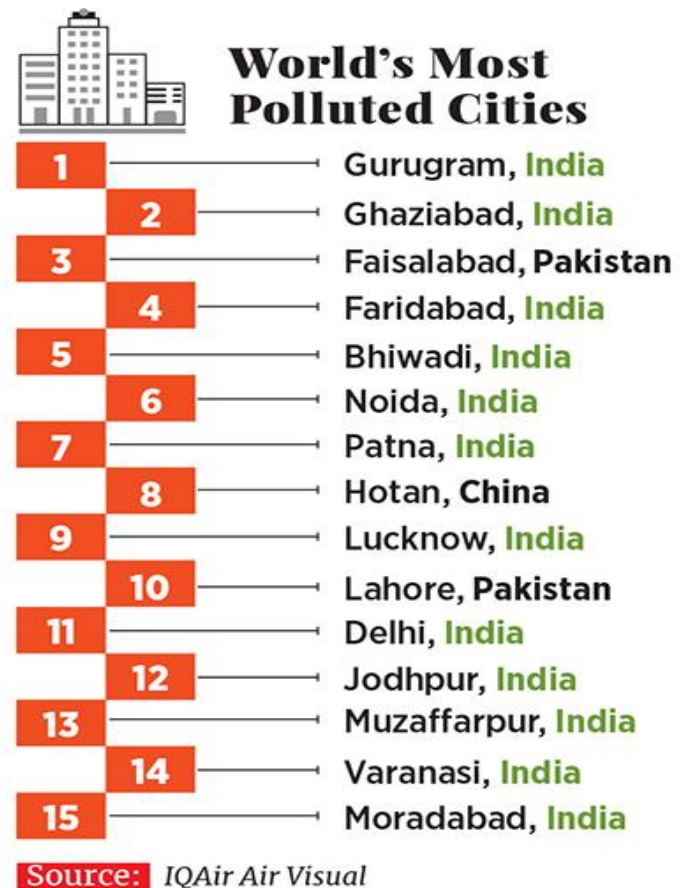 World’s Most
Polluted Cities
1 Gurugram, India
2 Ghaziabad, India
3 Faisalabad, Pakistan
4 Faridabad, India
5 Bhiwadi, India
6 Noida, India
7 Patna, India
8 Hotan, China
9 Lucknow, India
10 Lahore, Pakistan
11 Delhi, India
12 Jodhpur, India
13 Muzaffarpur, India
14 Varanasi, India
15 Moradabad, India
Source: IQAir Air Visual